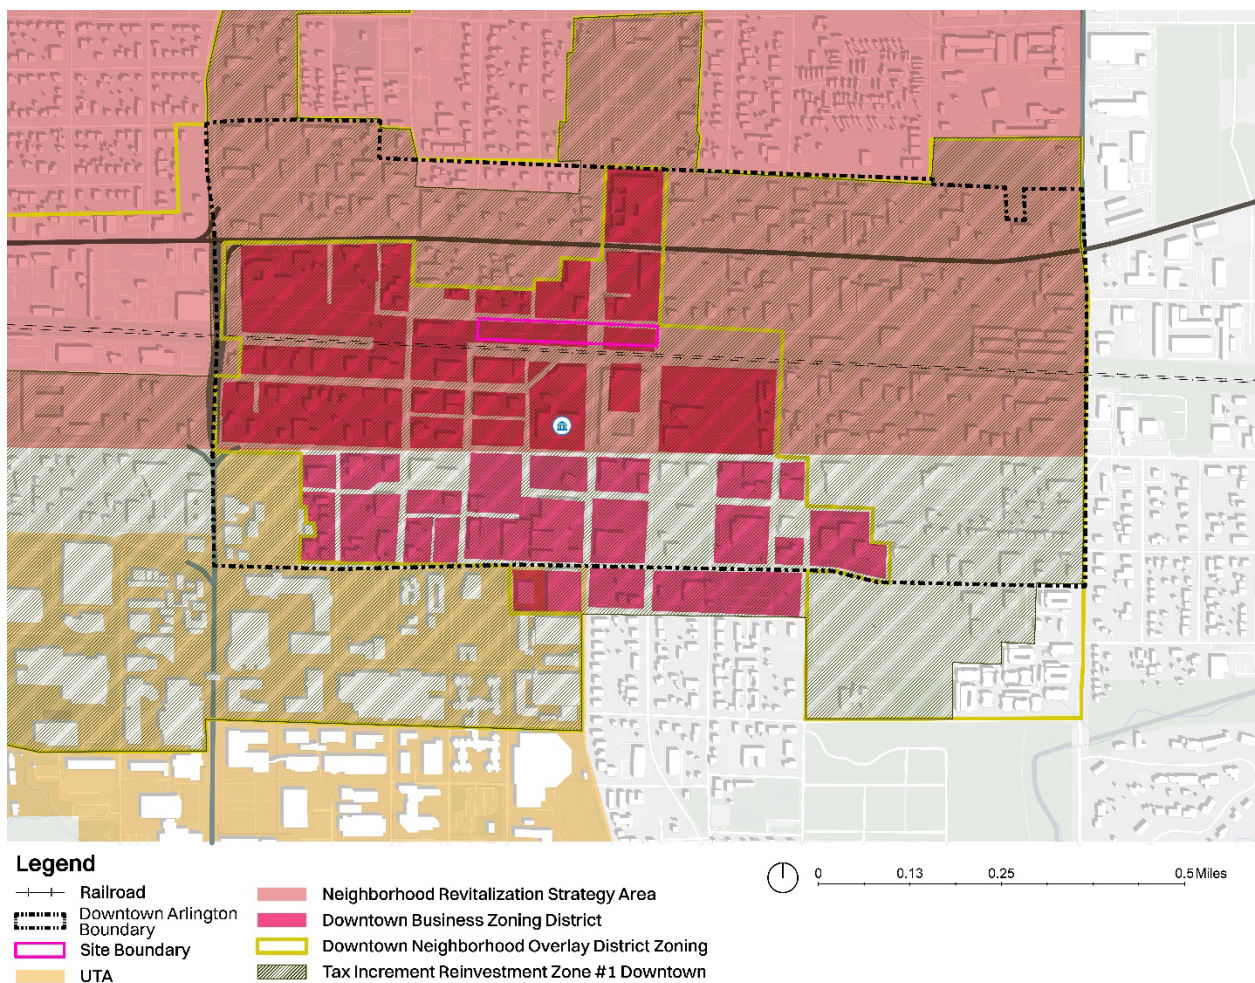 Legend
Railroad
Downtown Arlington
Boundary
Site Boundary
UTA
Neighborhood Revitalization Strategy Area
Downtown Business Zoning District
Downtown Neighborhood Overlay District Zoning
Tax Increment Reinvestment Zone #1 Downtown
0 0.13 0.25 0.5 Miles